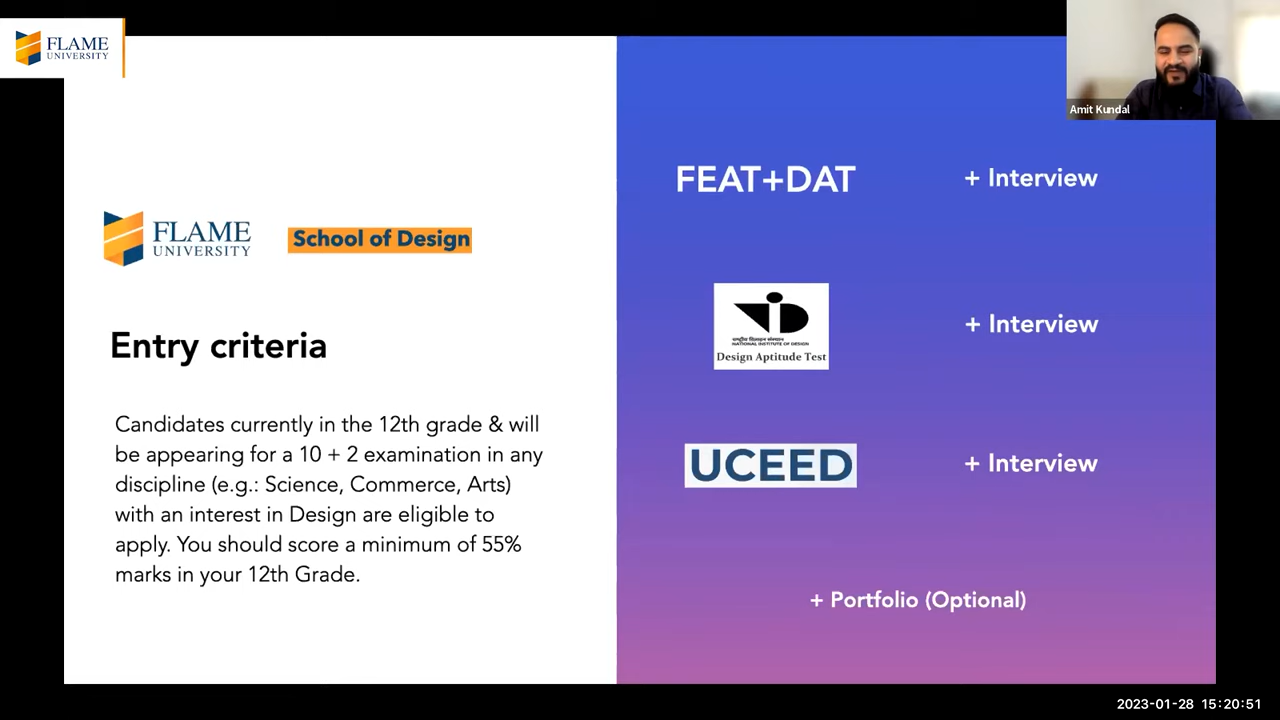 FLAME
UNIVERSITY
Amit Kundal
FLAME
UNIVERSITY
School of Design
Entry criteria
Candidates currently in the 12th grade & will
be appearing for a 10 + 2 examination in any
discipline (e.g.: Science, Commerce, Arts)
with an interest in Design are eligible to
apply. You should score a minimum of 55%
marks in your 12th Grade.
FEAT+DAT
+ Interview
राष्ट्रीय डिज़ाइन संस्थान
NATIONAL INSTITUTE OF DESIGN
Design Aptitude Test
+ Interview
UCEED
+ Interview
+ Portfolio (Optional)
2023-01-28 15:20:51